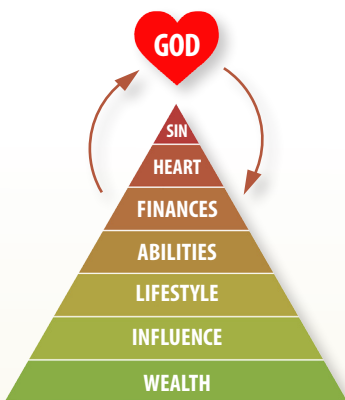 GOD
SIN
HEART
FINANCES
ABILITIES
LIFESTYLE
INFLUENCE
WEALTH